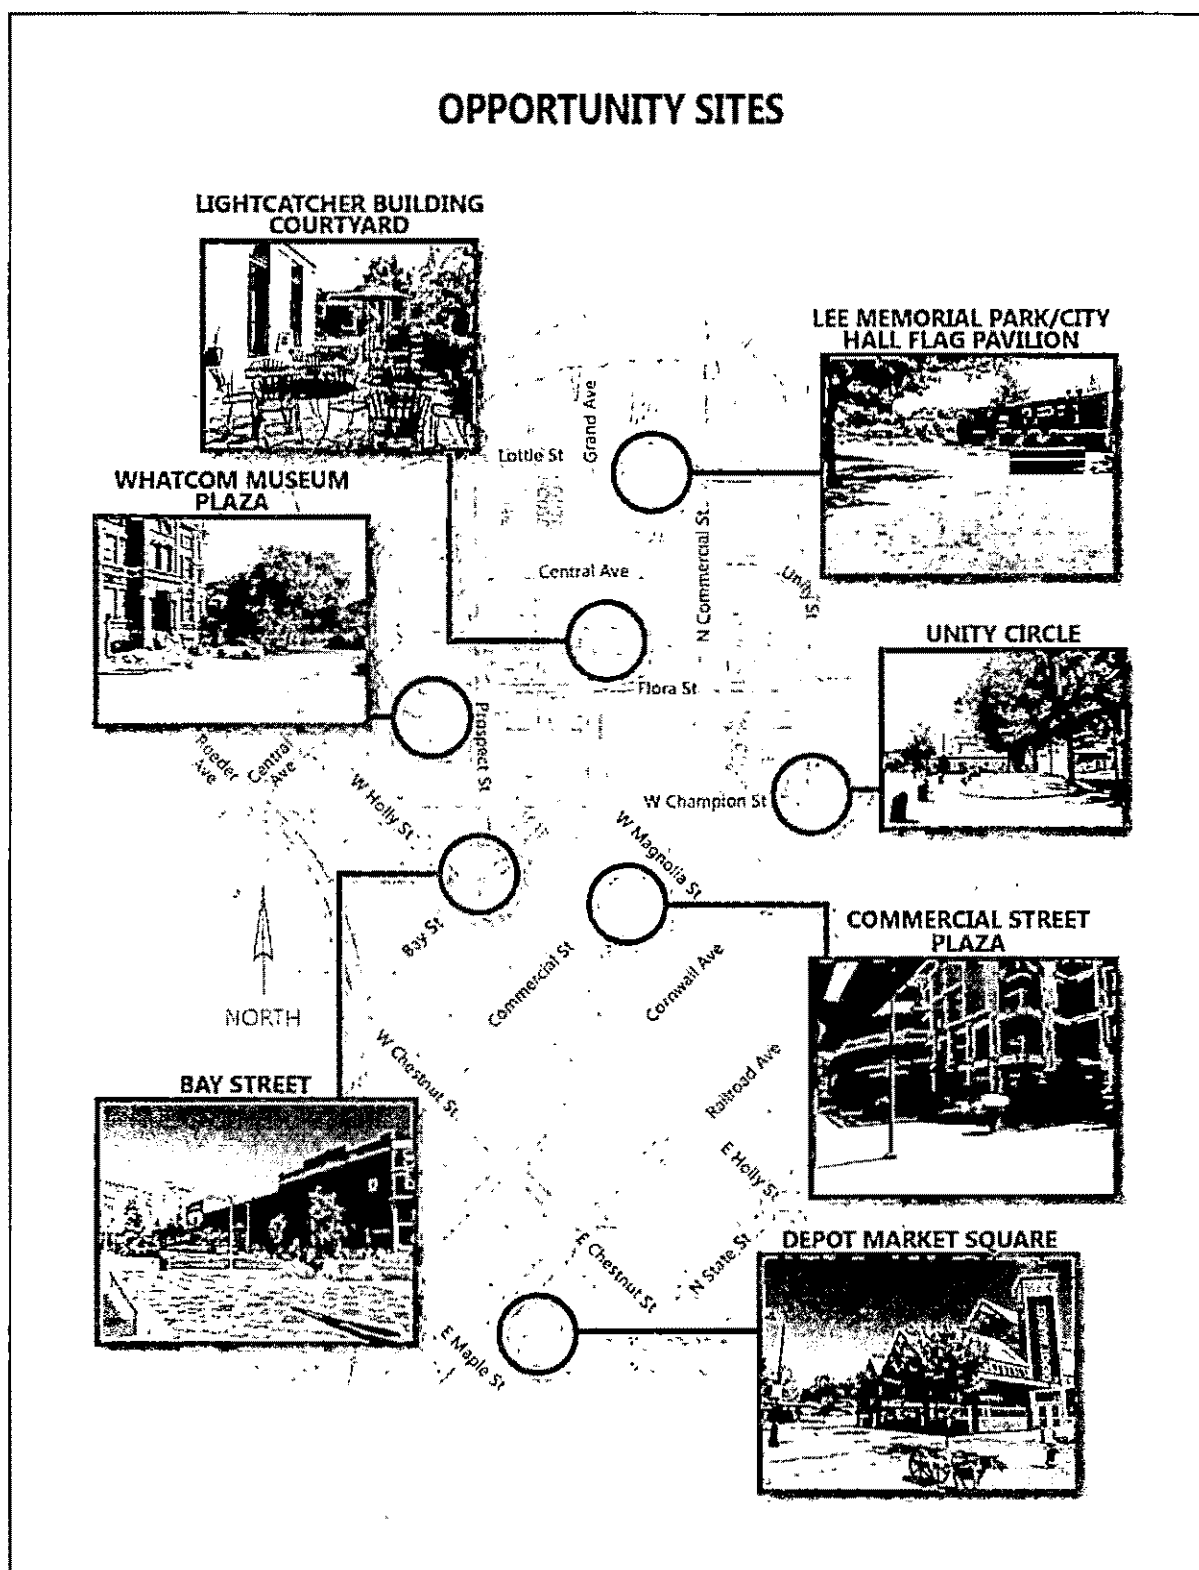 OPPORTUNITY SITES
LIGHTCATCHER BUILDING
COURTYARD
LEE MEMORIAL PARK/CITY
HALL FLAG PAVILION
Grand Ave
Lottie St
WHATCOM MUSEUM
PLAZA
N Commercial St
Central Ave
Unity St
UNITY CIRCLE
Flora St
Prospect St
Roeder
Ave
Central
Ave
W Holly St
W Champion St
W Magnolia St
COMMERCIAL STREET
PLAZA
Bay St
Commercial St
Cornwall Ave
NORTH
W Chestnut St
Railroad Ave
BAY STREET
E Holly St
DEPOT MARKET SQUARE
N State St
E Chestnut St
E Maple St